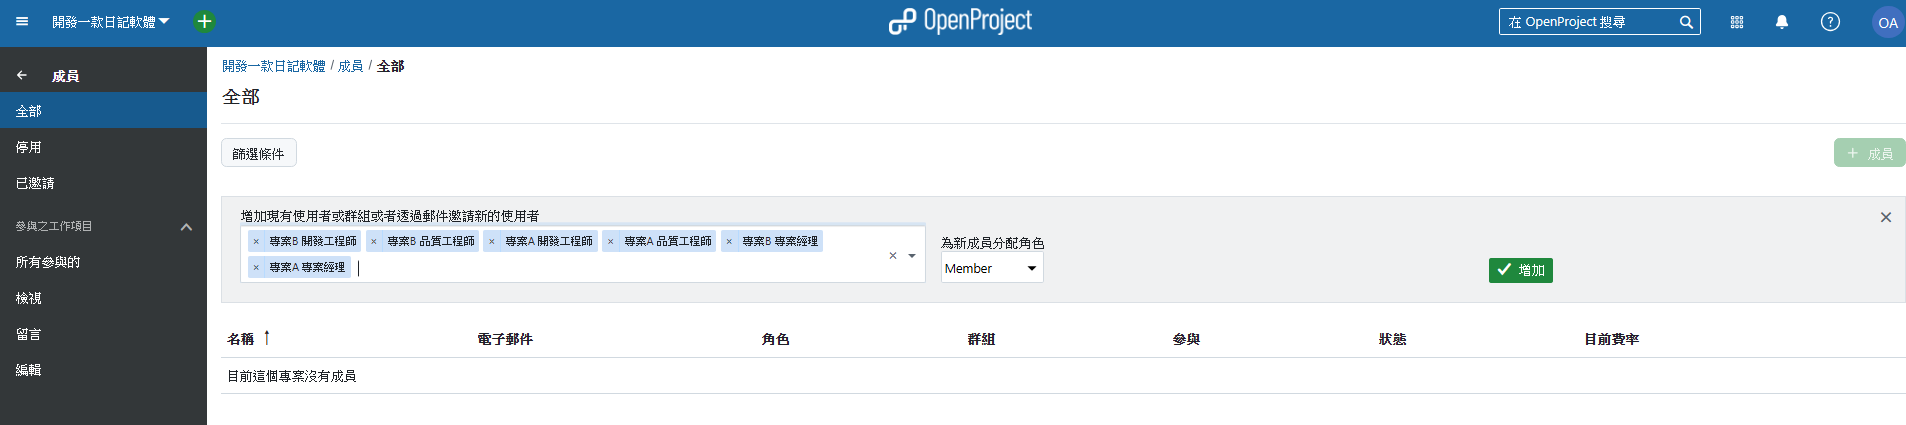 開發一款日記軟體
OpenProject
在 OpenProject 搜尋
OA
成員
全部
停用
已邀請
參與之工作項目
所有參與的
檢視
留言
編輯
開發一款日記軟體 / 成員 / 全部
全部
篩選條件
+ 成員
增加現有使用者或群組或者透過郵件邀請新的使用者
× 專案B 開發工程師 × 專案B 品質工程師 × 專案A 開發工程師 × 專案A 品質工程師 × 專案B 專案經理
× 專案A 專案經理
為新成員分配角色
Member
增加
名稱 ↑ 電子郵件 角色 群組 參與 狀態 目前費率
目前這個專案沒有成員